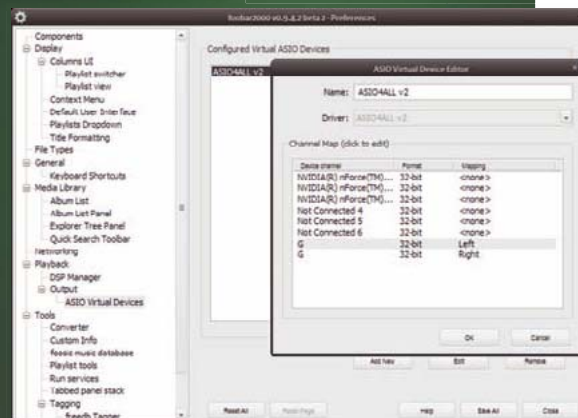 foobar2000 v0.9.4.2 beta 2 - Preferences
Components
Display
Columns UI
Playlist switcher
Playlist view
Context Menu
Default User Interface
Playlists Dropdown
Title Formatting
File Types
General
Keyboard Shortcuts
Media Library
Album List
Album List Panel
Explorer Tree Panel
Quick Search Toolbar
Networking
Playback
DSP Manager
Output
ASIO Virtual Devices
Tools
Converter
Custom Info
foosic music database
Playlist tools
Run services
Tabbed panel stack
Tagging
freedb Tagger
Configured Virtual ASIO Devices
ASIO4ALL v2
ASIO Virtual Device Editor
Name: ASIO4ALL v2
Driver: ASIO4ALL v2
Channel Map (click to edit)
Device channel Format Mapping
NVIDIA(R) nForce(TM)... 32-bit <none>
NVIDIA(R) nForce(TM)... 32-bit <none>
NVIDIA(R) nForce(TM)... 32-bit <none>
Not Connected 4 32-bit <none>
Not Connected 5 32-bit <none>
Not Connected 6 32-bit <none>
G 32-bit Left
G 32-bit Right
OK Cancel
Add New Edit Remove
Reset All Reset Page Help Save All Close